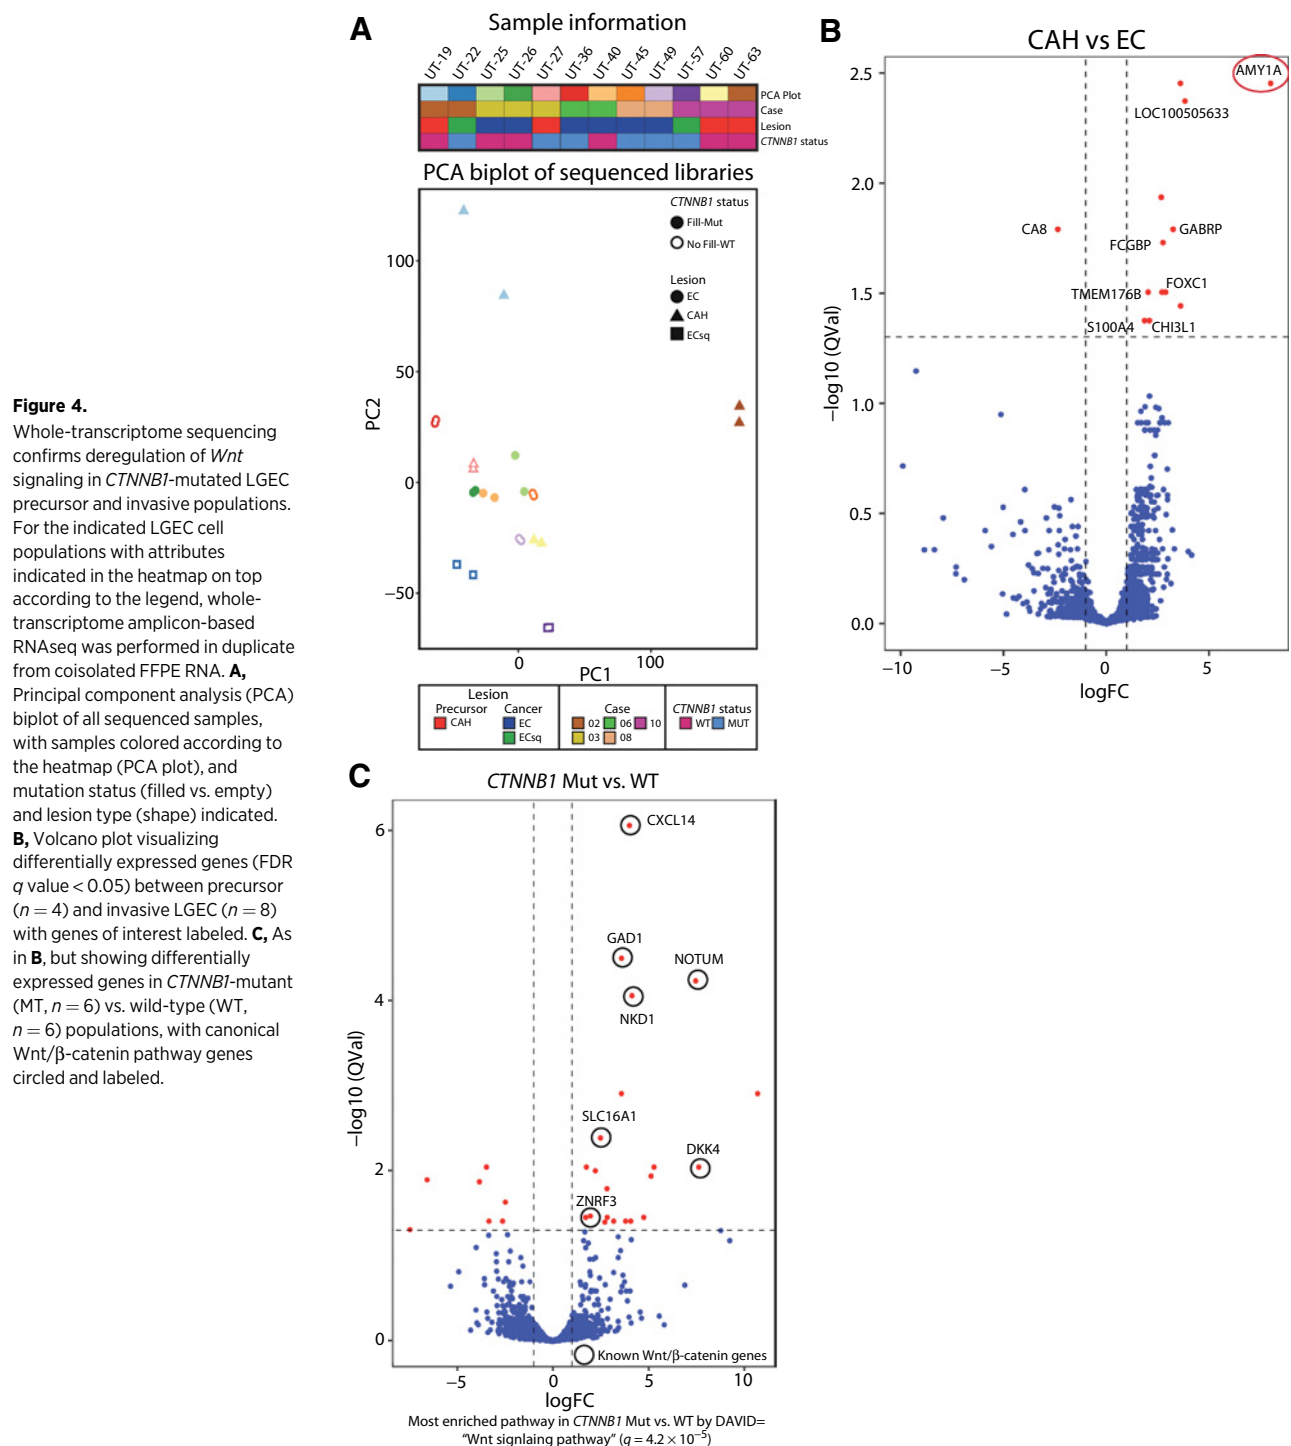 Figure 4.
Whole-transcriptome sequencing
confirms deregulation of Wnt
signaling in CTNNB1-mutated LGEC
precursor and invasive populations.
For the indicated LGEC cell
populations with attributes
indicated in the heatmap on top
according to the legend, whole-
transcriptome amplicon-based
RNAseq was performed in duplicate
from coisolated FFPE RNA. A,
Principal component analysis (PCA)
biplot of all sequenced samples,
with samples colored according to
the heatmap (PCA plot), and
mutation status (filled vs. empty)
and lesion type (shape) indicated.
B, Volcano plot visualizing
differentially expressed genes (FDR
q value < 0.05) between precursor
(n = 4) and invasive LGEC (n = 8)
with genes of interest labeled. C, As
in B, but showing differentially
expressed genes in CTNNB1-mutant
(MT, n = 6) vs. wild-type (WT,
n = 6) populations, with canonical
Wnt/β-catenin pathway genes
circled and labeled.
A
Sample information
UT-19 UT-22 UT-25 UT-26 UT-27 UT-36 UT-40 UT-45 UT-49 UT-57 UT-60 UT-63
PCA Plot
Case
Lesion
CTNNB1 status
PCA biplot of sequenced libraries
CTNNB1 status
Fill-Mut
No Fill-WT
Lesion
EC
CAH
ECsq
100
50
0
−50
PC2
0 100
PC1
Lesion
Precursor Cancer
CAH EC
ECsq
Case
02 06 10
03 08
CTNNB1 status
WT MUT
B
CAH vs EC
AMY1A
LOC100505633
CA8
GABRP
FCGBP
FOXC1
TMEM176B
S100A4 CHI3L1
2.5
2.0
1.5
1.0
0.5
0.0
−log10 (QVal)
−10 −5 0 5
logFC
C
CTNNB1 Mut vs. WT
CXCL14
GAD1
NOTUM
NKD1
SLC16A1
DKK4
ZNRF3
6
4
2
0
−log10 (QVal)
Known Wnt/β-catenin genes
−5 0 5 10
logFC
Most enriched pathway in CTNNB1 Mut vs. WT by DAVID=
“Wnt signlaing pathway” (q = 4.2 × 10⁻⁵)